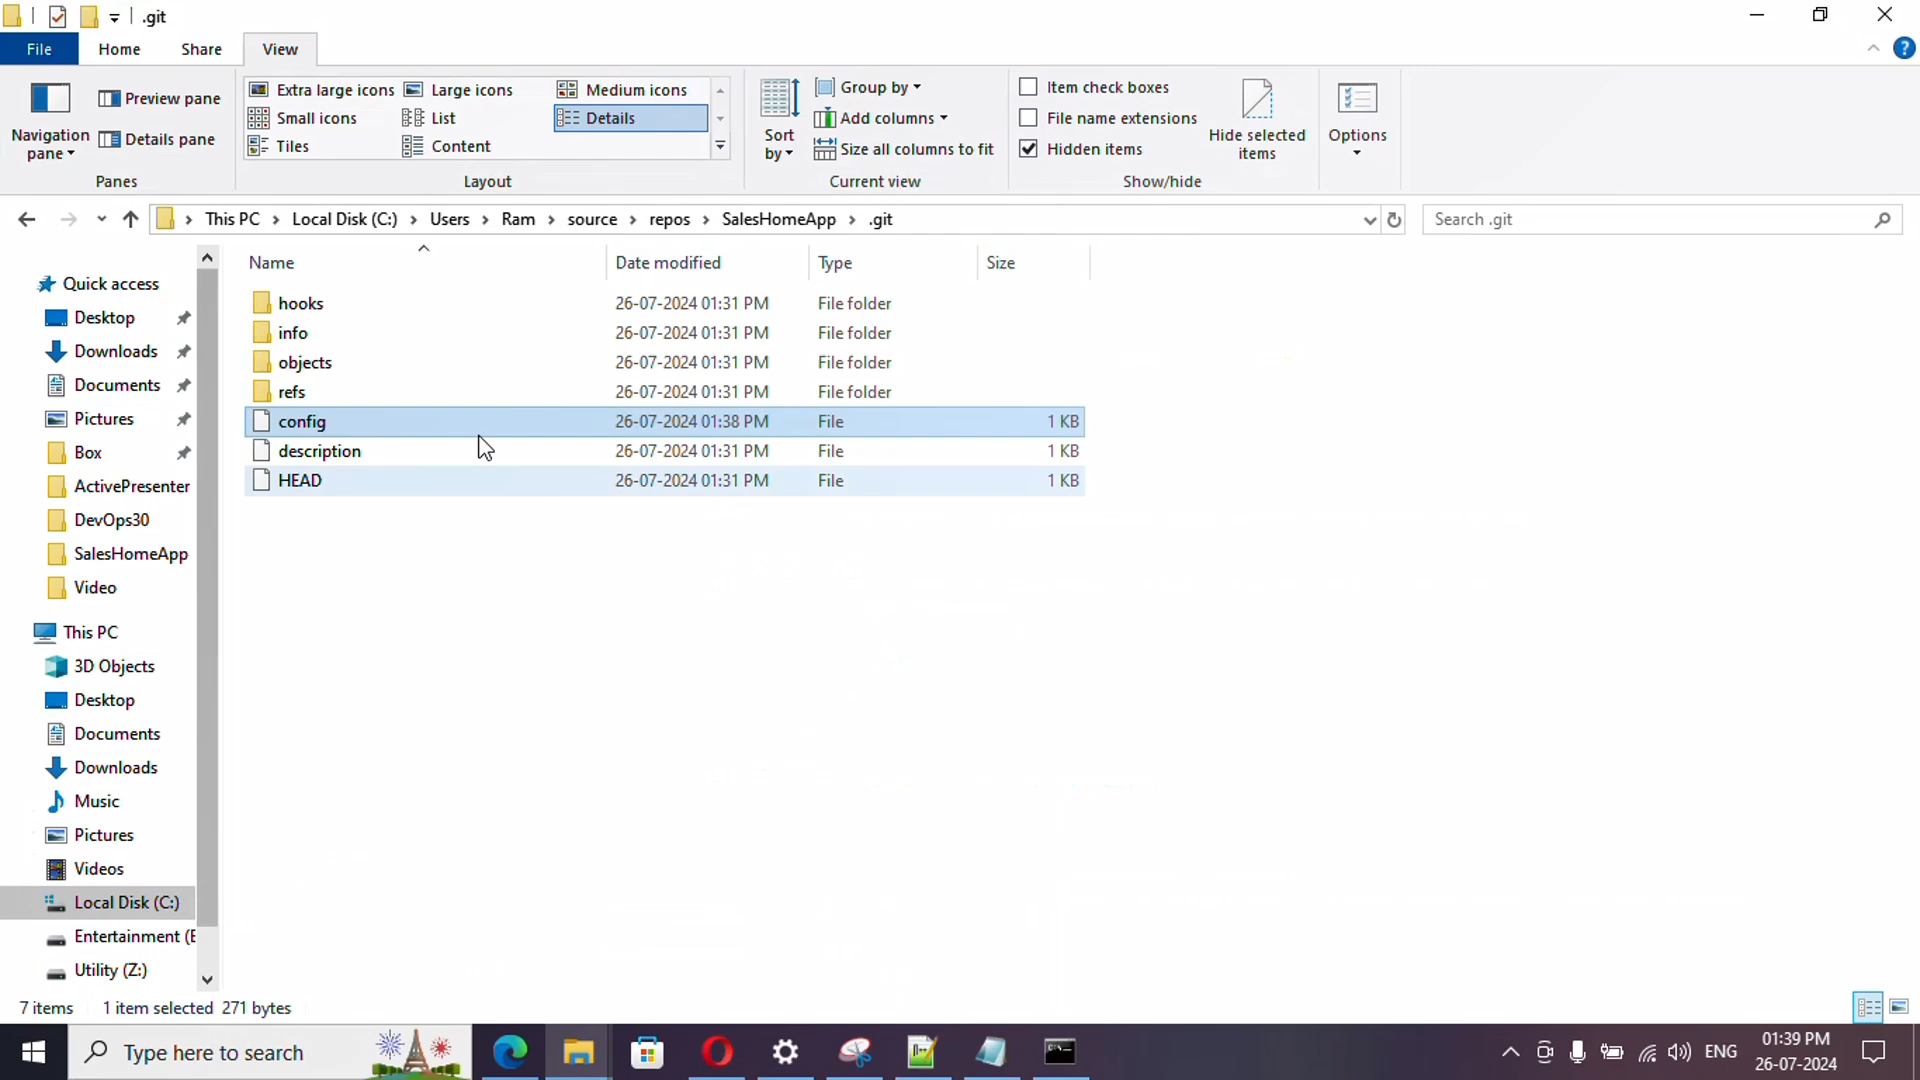 .git
File Home Share View
Navigation pane
Preview pane
Details pane
Panes
Extra large icons Large icons Medium icons
Small icons List Details
Tiles Content
Layout
Sort by
Group by
Add columns
Size all columns to fit
Current view
Item check boxes
File name extensions
Hidden items
Hide selected items
Show/hide
Options
This PC Local Disk (C:) Users Ram source repos SalesHomeApp .git
Search .git
Quick access
Desktop
Downloads
Documents
Pictures
Box
ActivePresenter
DevOps30
SalesHomeApp
Video
This PC
3D Objects
Desktop
Documents
Downloads
Music
Pictures
Videos
Local Disk (C:)
Entertainment (E
Utility (Z:)
Name Date modified Type Size
hooks 26-07-2024 01:31 PM File folder
info 26-07-2024 01:31 PM File folder
objects 26-07-2024 01:31 PM File folder
refs 26-07-2024 01:31 PM File folder
config 26-07-2024 01:38 PM File 1 KB
description 26-07-2024 01:31 PM File 1 KB
HEAD 26-07-2024 01:31 PM File 1 KB
7 items 1 item selected 271 bytes
Type here to search
ENG
01:39 PM
26-07-2024